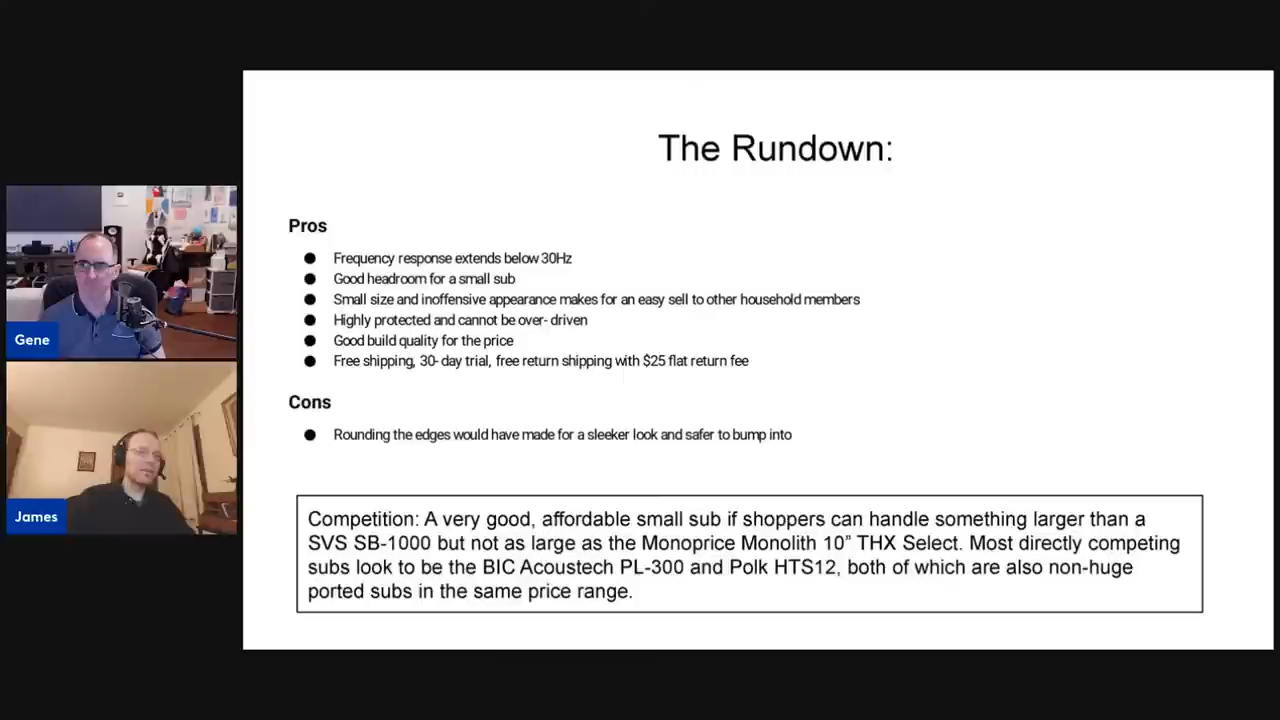 The Rundown:
Pros
● Frequency response extends below 30Hz
● Good headroom for a small sub
● Small size and inoffensive appearance makes for an easy sell to other household members
● Highly protected and cannot be over- driven
● Good build quality for the price
● Free shipping, 30- day trial, free return shipping with $25 flat return fee
Cons
● Rounding the edges would have made for a sleeker look and safer to bump into
Competition: A very good, affordable small sub if shoppers can handle something larger than a
SVS SB-1000 but not as large as the Monoprice Monolith 10” THX Select. Most directly competing
subs look to be the BIC Acoustech PL-300 and Polk HTS12, both of which are also non-huge
ported subs in the same price range.
Gene
James